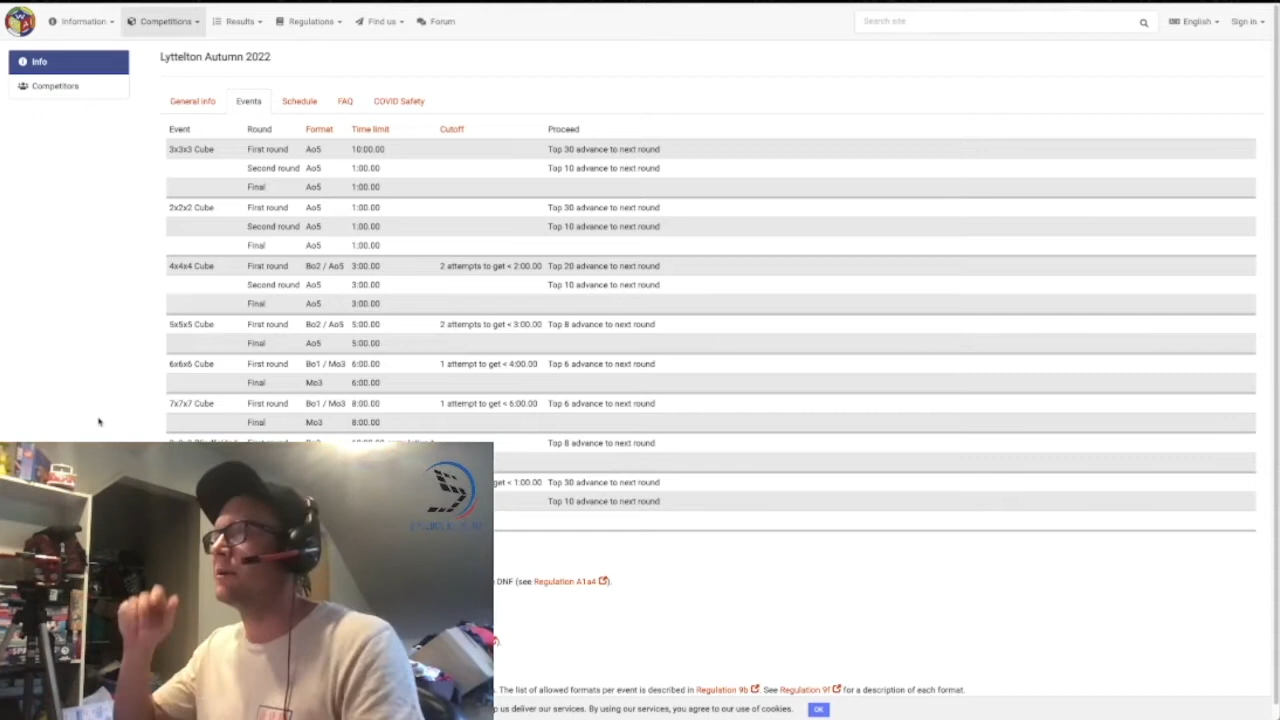 Information Competitions Results Regulations Find us Forum Search site English Sign in
Info
Competitors
Lyttelton Autumn 2022
General info Events Schedule FAQ COVID Safety
Event Round Format Time limit Cutoff Proceed
3x3x3 Cube First round Ao5 10:00.00 Top 30 advance to next round
Second round Ao5 1:00.00 Top 10 advance to next round
Final Ao5 1:00.00
2x2x2 Cube First round Ao5 1:00.00 Top 30 advance to next round
Second round Ao5 1:00.00 Top 10 advance to next round
Final Ao5 1:00.00
4x4x4 Cube First round Bo2 / Ao5 3:00.00 2 attempts to get < 2:00.00 Top 20 advance to next round
Second round Ao5 3:00.00 Top 10 advance to next round
Final Ao5 3:00.00
5x5x5 Cube First round Bo2 / Ao5 5:00.00 2 attempts to get < 3:00.00 Top 8 advance to next round
Final Ao5 5:00.00
6x6x6 Cube First round Bo1 / Mo3 6:00.00 1 attempt to get < 4:00.00 Top 6 advance to next round
Final Mo3 6:00.00
7x7x7 Cube First round Bo1 / Mo3 8:00.00 1 attempt to get < 6:00.00 Top 6 advance to next round
Final Mo3 8:00.00
Top 8 advance to next round
get < 1:00.00 Top 30 advance to next round
Top 10 advance to next round
DNF (see Regulation A1a4).
. The list of allowed formats per event is described in Regulation 9b. See Regulation 9f for a description of each format.
us deliver our services. By using our services, you agree to our use of cookies. OK